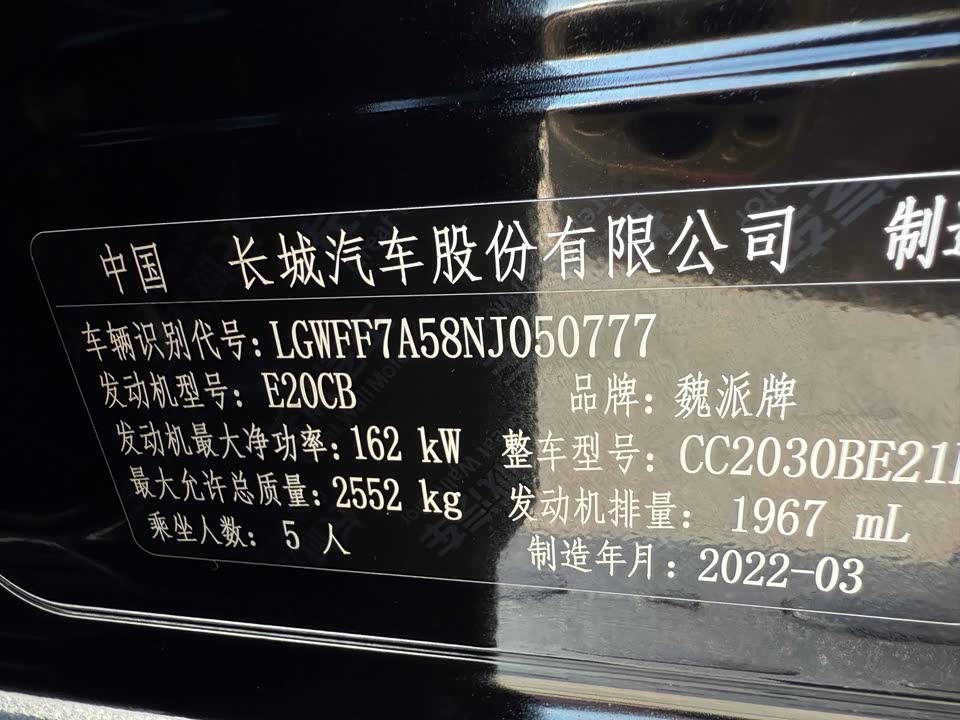 中国 长城汽车股份有限公司 制造
车辆识别代号：LGWFF7A58NJ050777
发动机型号：E20CB 品牌：魏派牌
发动机最大净功率：162 kW 整车型号：CC2030BE21
最大允许总质量：2552 kg 发动机排量：1967 mL
乘坐人数：5 人 制造年月：2022-03